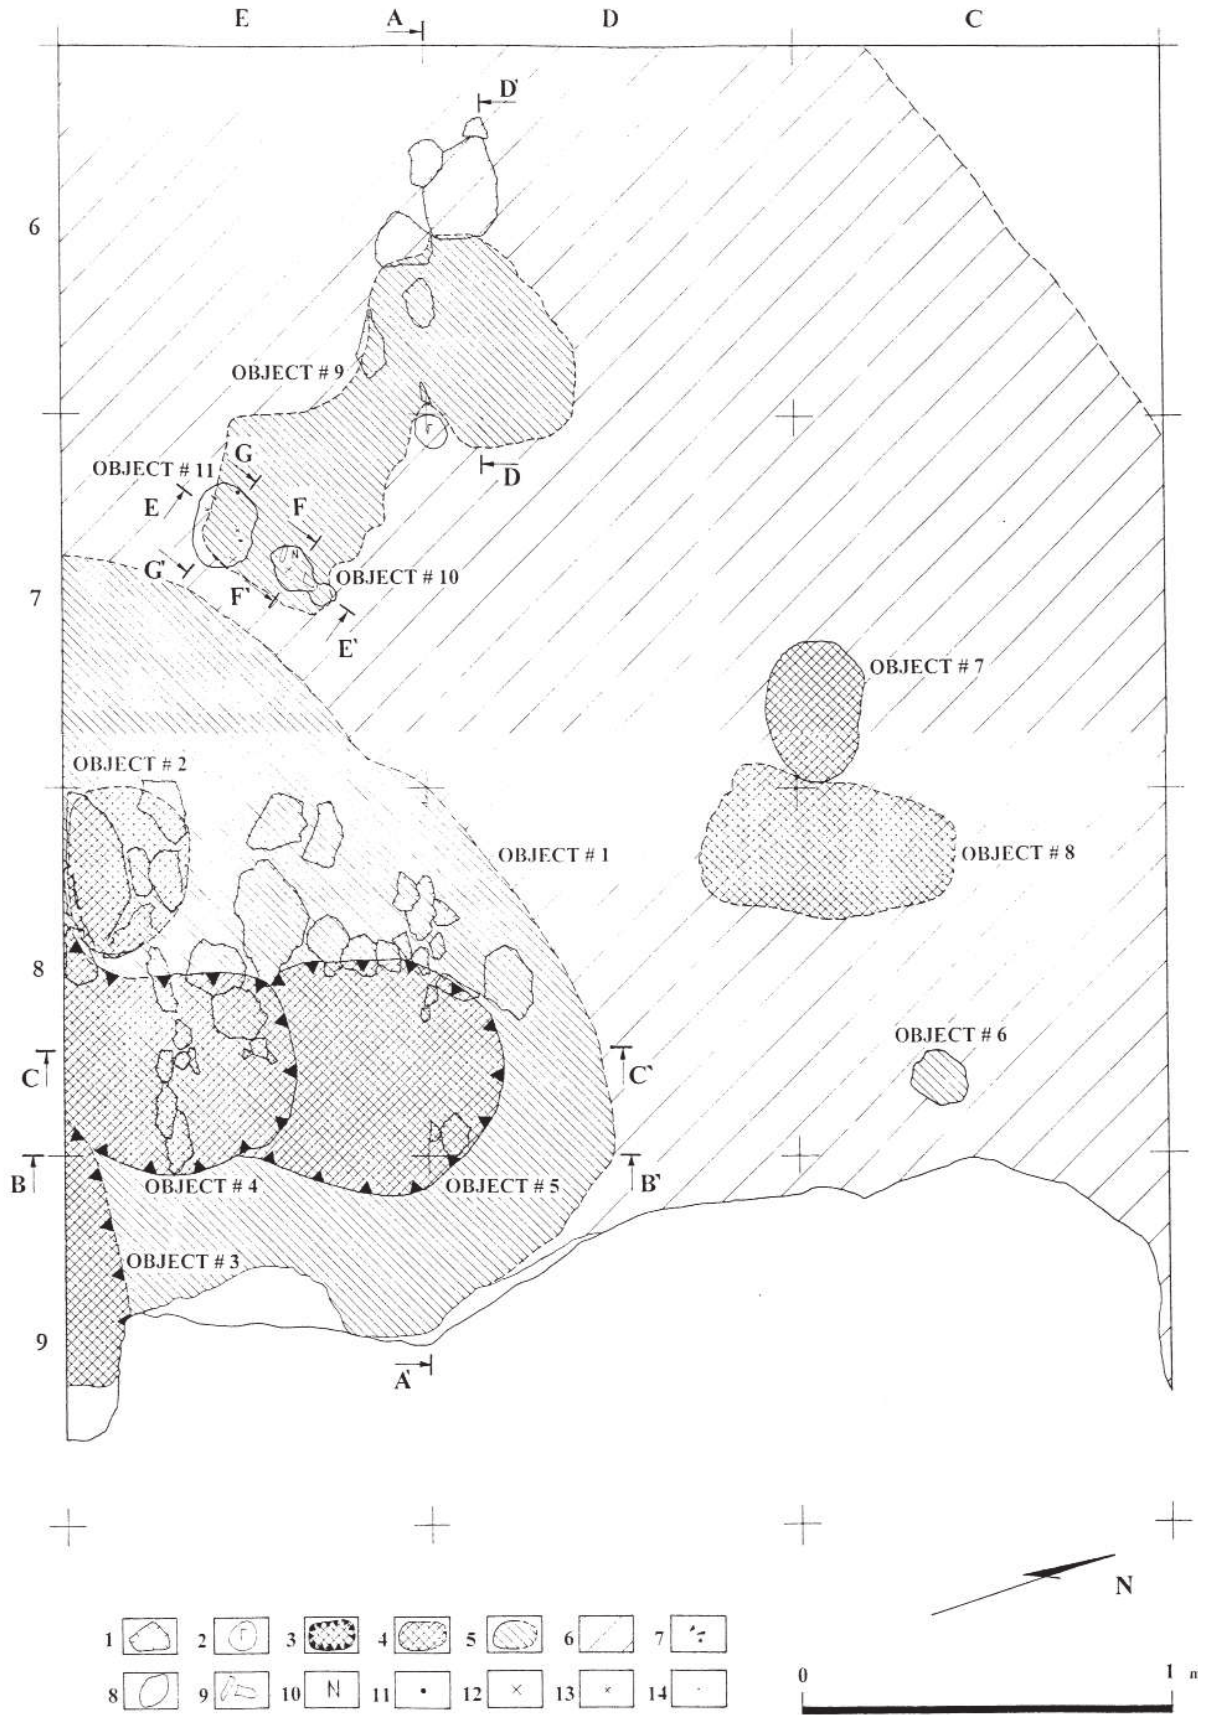 E A D C
D'
6
OBJECT # 9
Г
OBJECT # 11 G
D
E
F
N
G'
F'
OBJECT # 10
7
E'
OBJECT # 7
OBJECT # 2
OBJECT # 1
OBJECT # 8
8
OBJECT # 6
C C'
B OBJECT # 4 OBJECT # 5 B'
OBJECT # 3
9
A'
N
1 2 Г 3 4 5 6 7
8 9 10 N 11 12 13 14
0 1 п